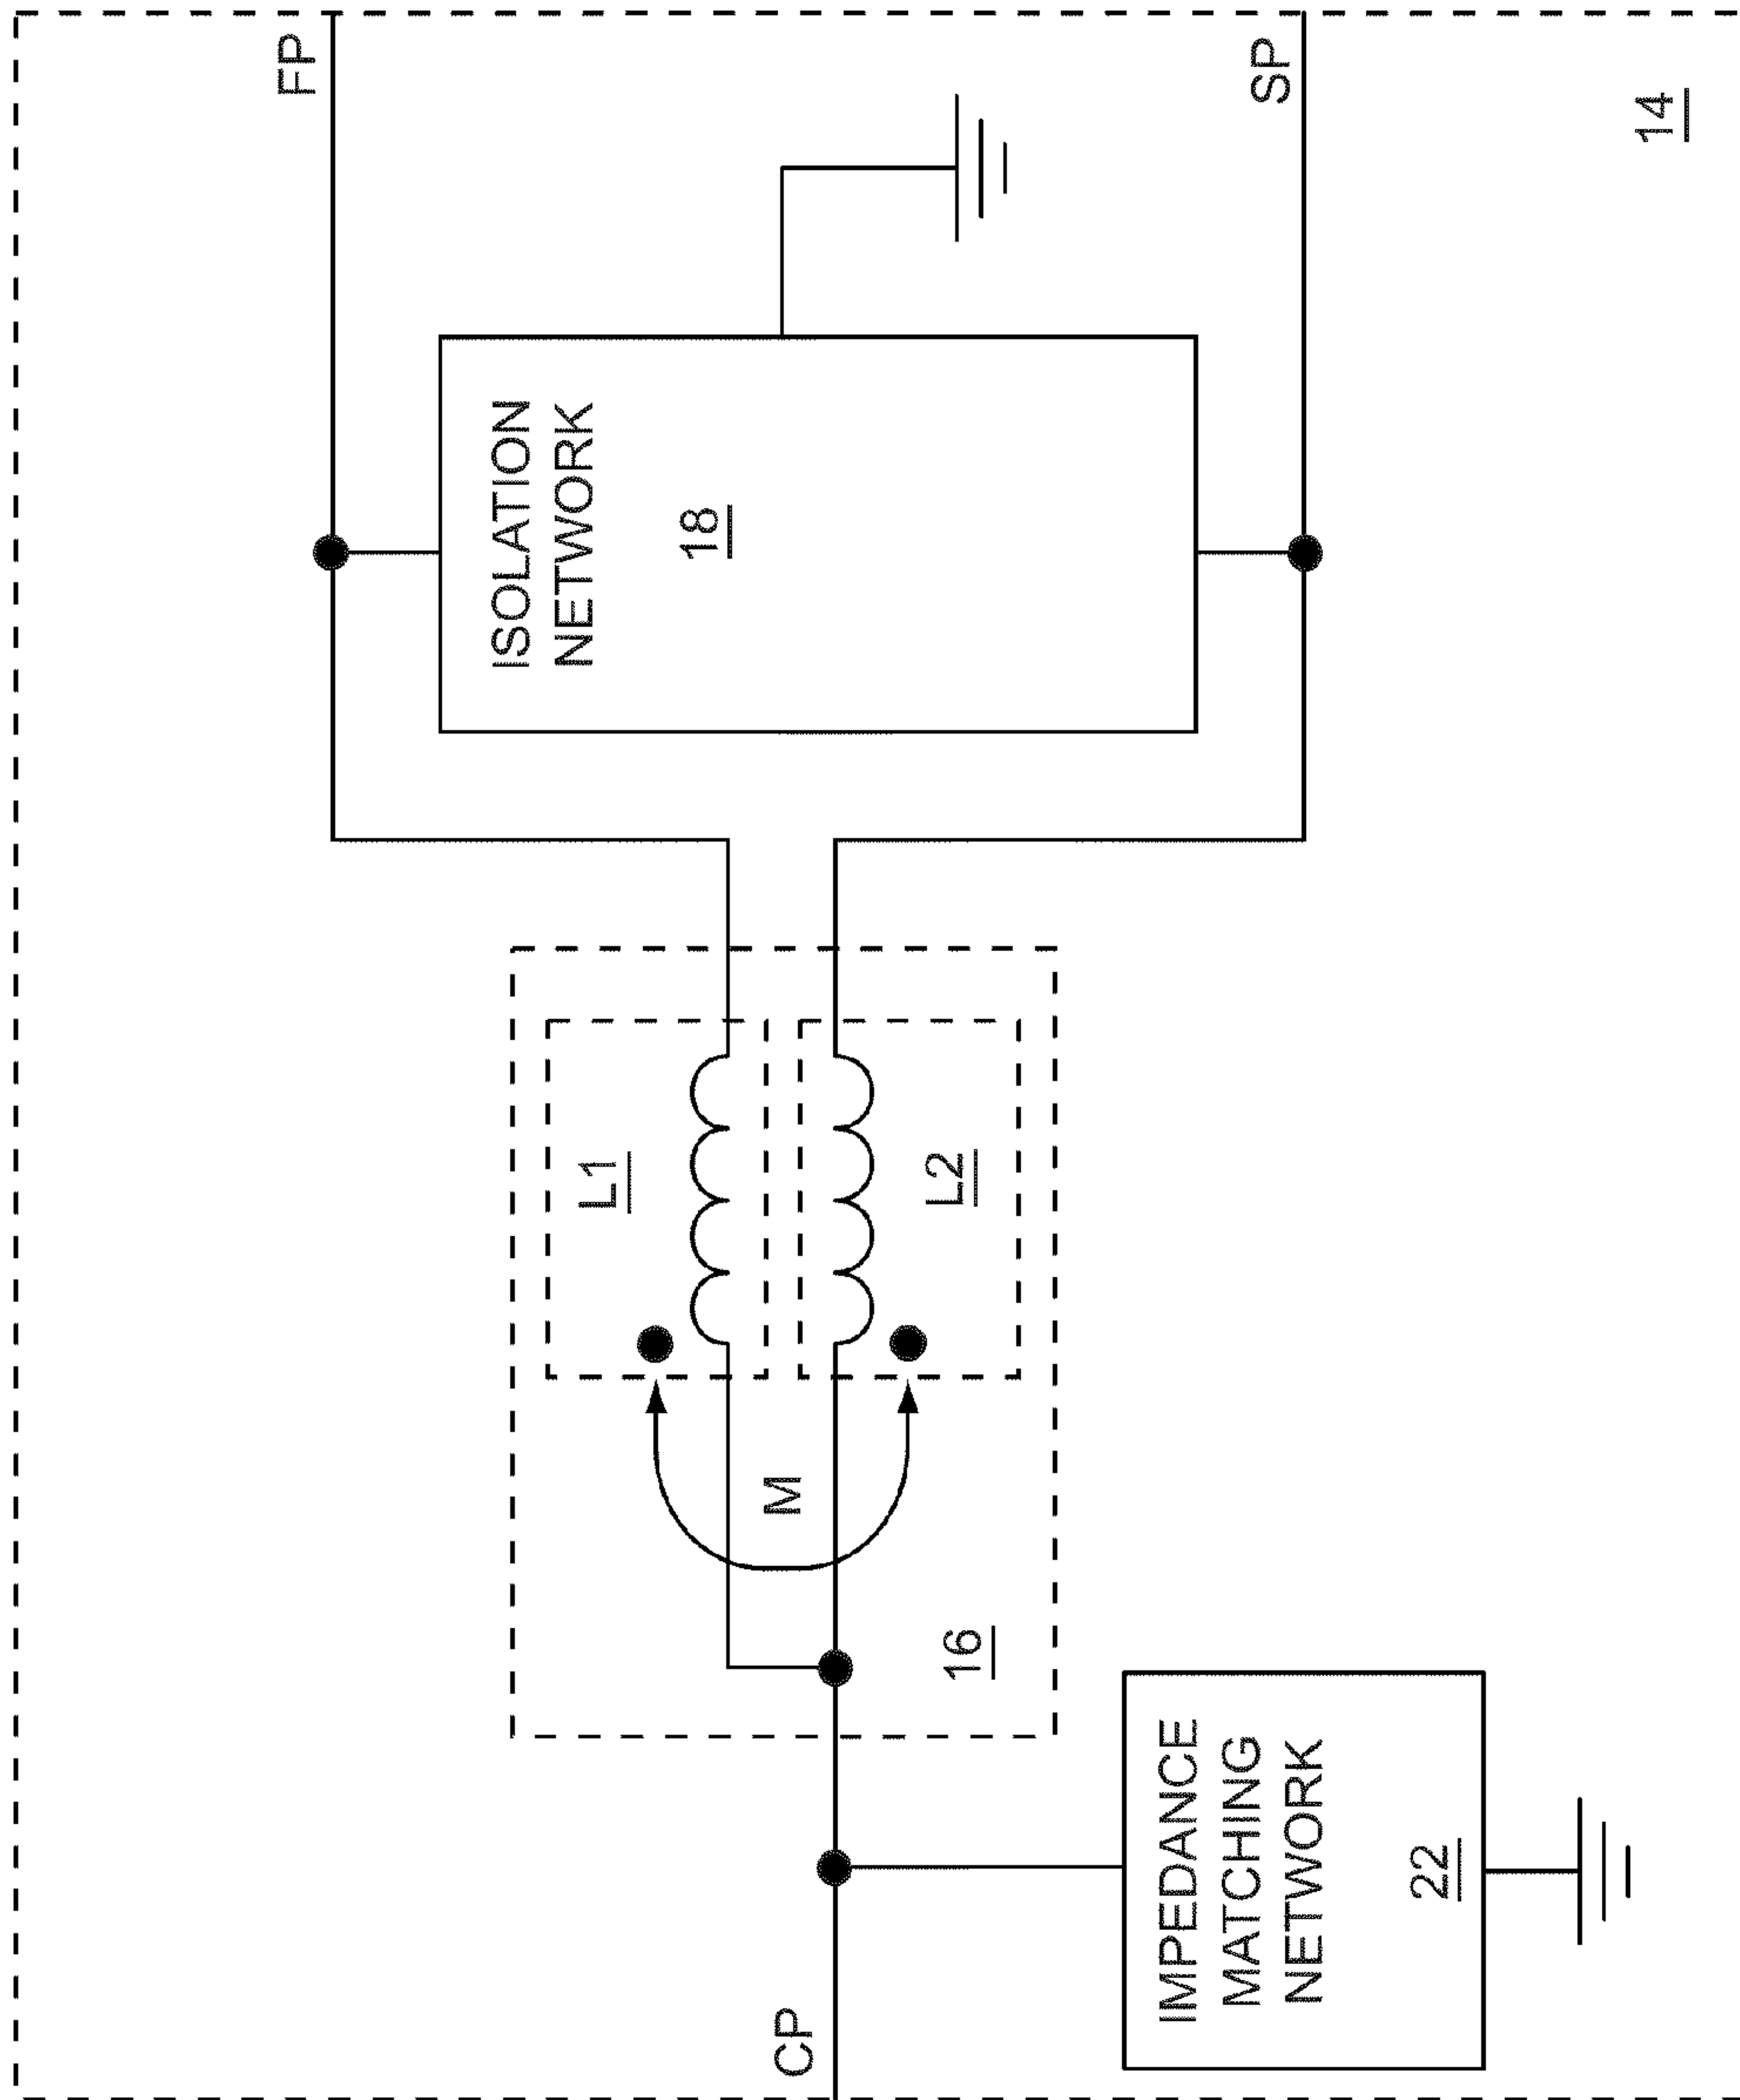 FP
ISOLATION
NETWORK
18
SP
14
L1
L2
M
16
CP
IMPEDANCE
MATCHING
NETWORK
22